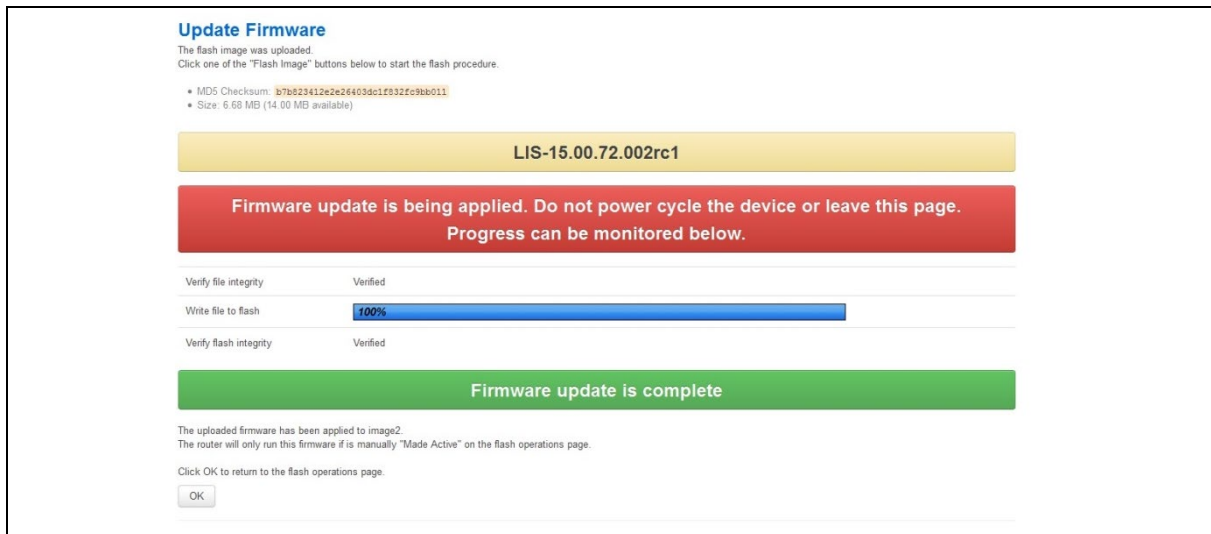 Update Firmware
The flash image was uploaded.
Click one of the "Flash Image" buttons below to start the flash procedure.
MD5 Checksum: b7b823412e2e26403dc1f832fc9bb011
Size: 6.68 MB (14.00 MB available)
LIS-15.00.72.002rc1
Firmware update is being applied. Do not power cycle the device or leave this page.
Progress can be monitored below.
Verify file integrity Verified
Write file to flash 100%
Verify flash integrity Verified
Firmware update is complete
The uploaded firmware has been applied to image2.
The router will only run this firmware if is manually "Made Active" on the flash operations page.
Click OK to return to the flash operations page.
OK